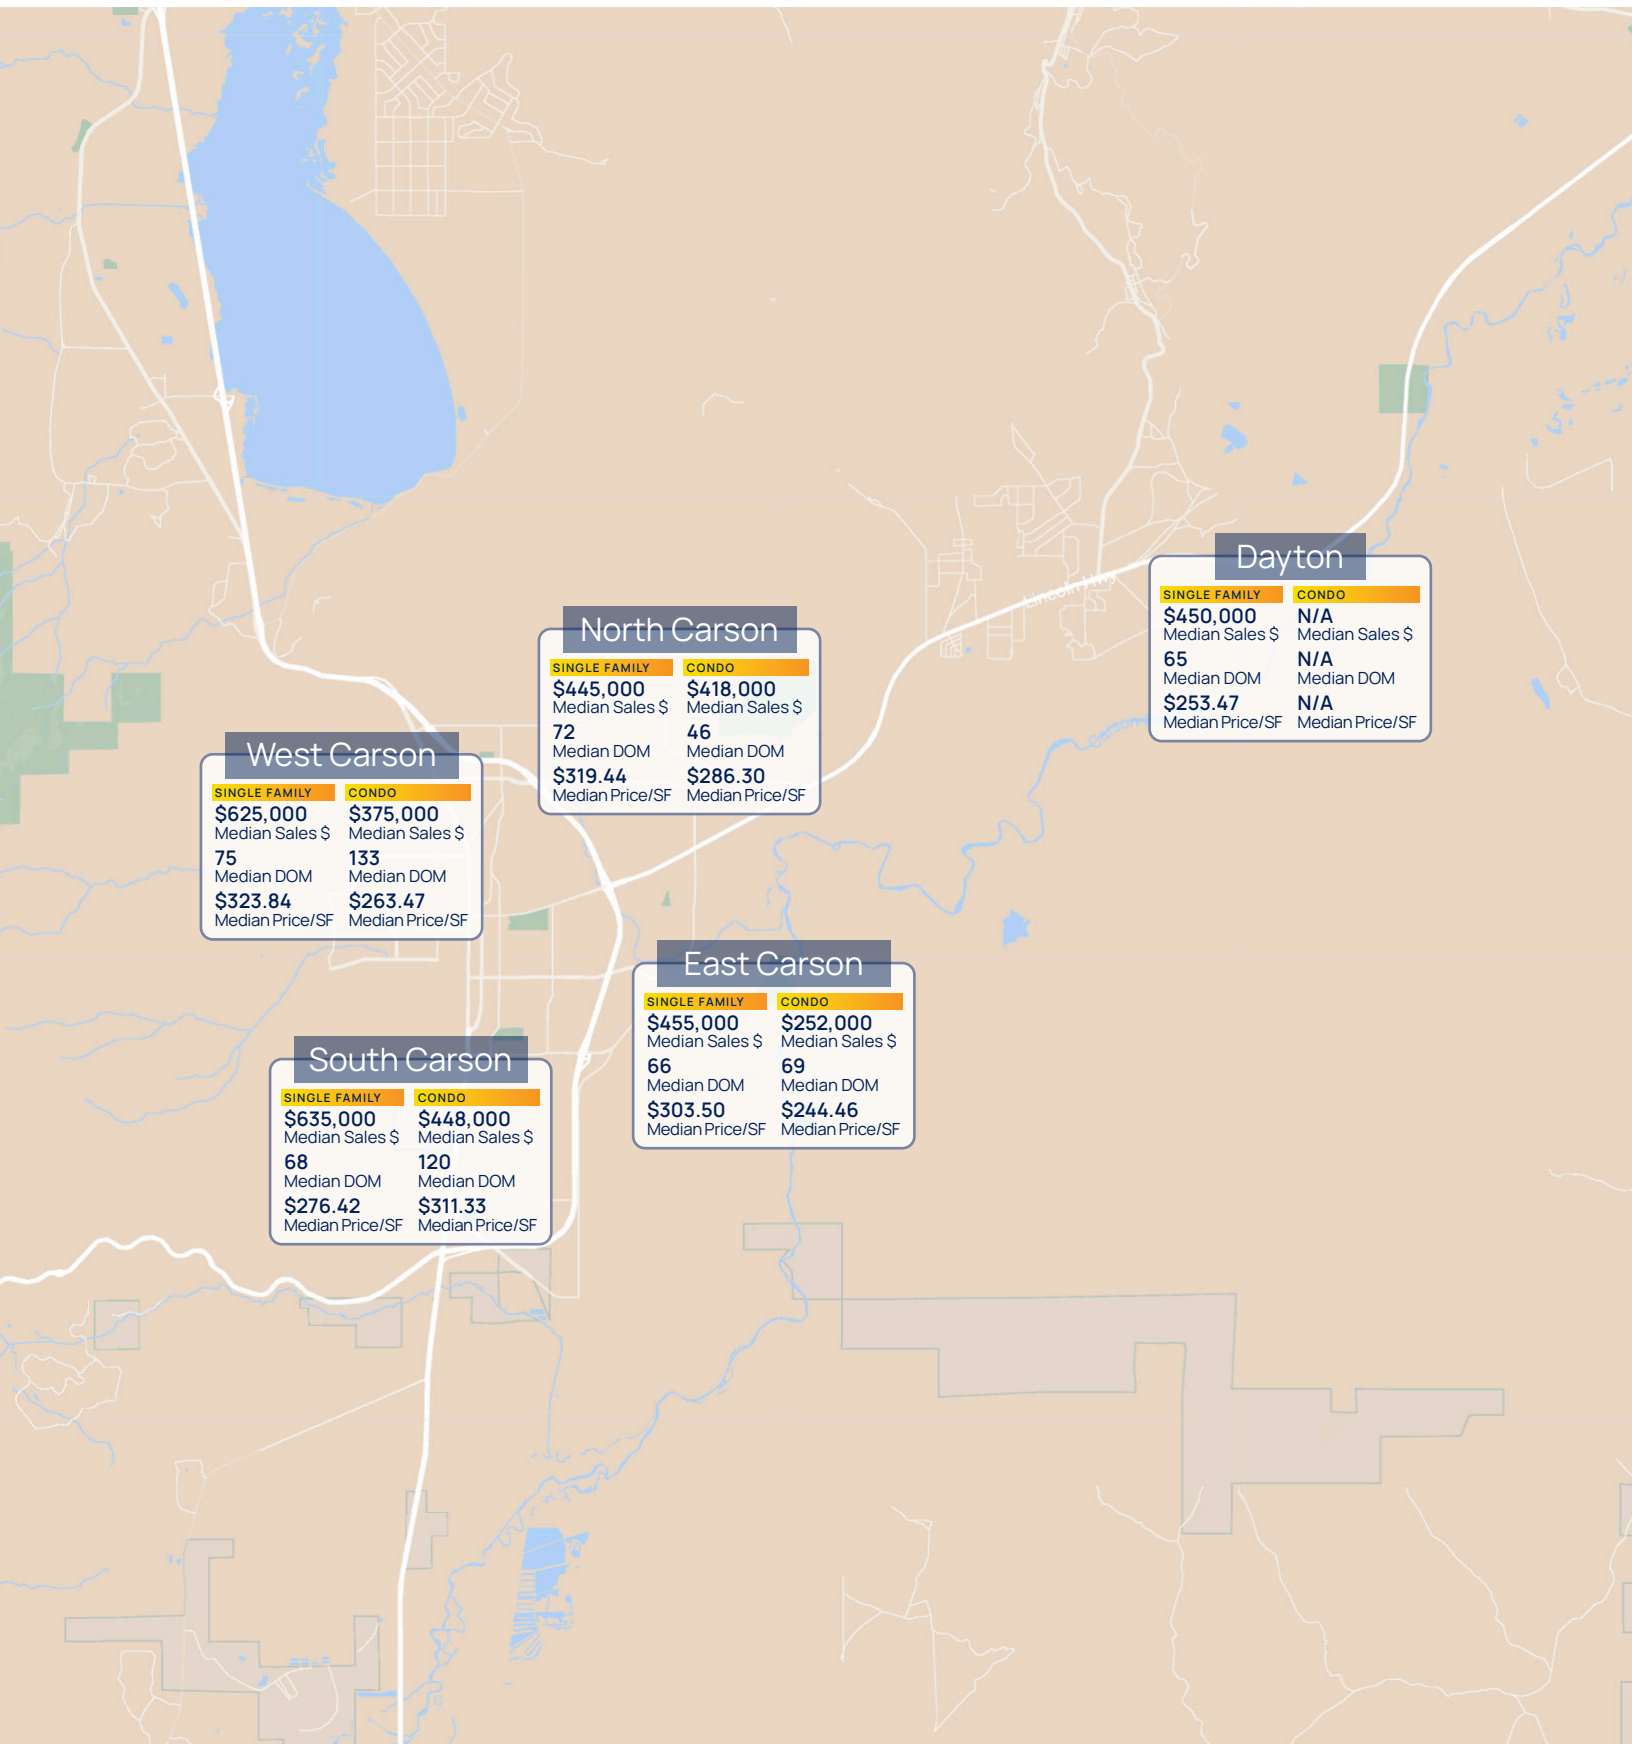 Dayton
SINGLE FAMILY CONDO
$450,000 N/A
Median Sales $ Median Sales $
65 N/A
Median DOM Median DOM
$253.47 N/A
Median Price/SF Median Price/SF
Lincoln Hwy
North Carson
SINGLE FAMILY CONDO
$445,000 $418,000
Median Sales $ Median Sales $
72 46
Median DOM Median DOM
$319.44 $286.30
Median Price/SF Median Price/SF
Carson
West Carson
SINGLE FAMILY CONDO
$625,000 $375,000
Median Sales $ Median Sales $
75 133
Median DOM Median DOM
$323.84 $263.47
Median Price/SF Median Price/SF
East Carson
SINGLE FAMILY CONDO
$455,000 $252,000
Median Sales $ Median Sales $
66 69
Median DOM Median DOM
$303.50 $244.46
Median Price/SF Median Price/SF
South Carson
SINGLE FAMILY CONDO
$635,000 $448,000
Median Sales $ Median Sales $
68 120
Median DOM Median DOM
$276.42 $311.33
Median Price/SF Median Price/SF